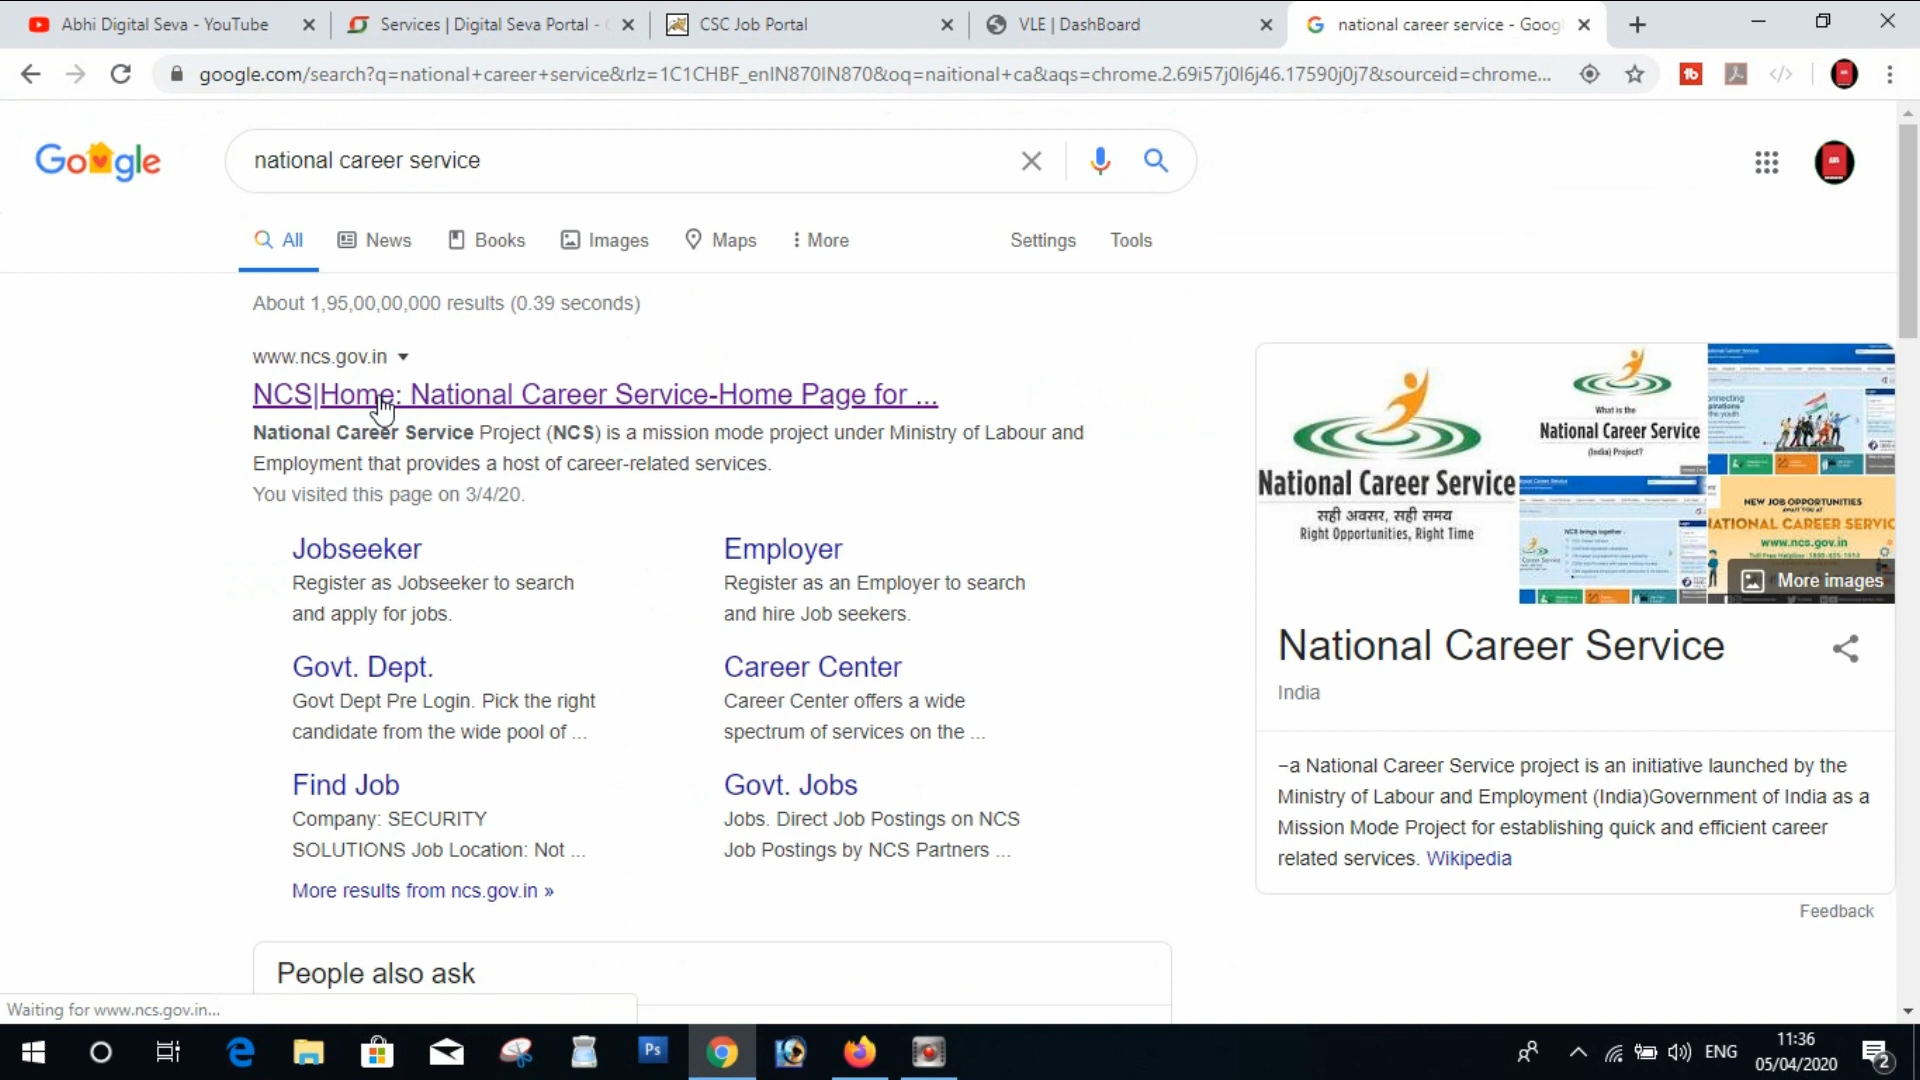 Abhi Digital Seva - YouTube
Services | Digital Seva Portal -
CSC Job Portal
VLE | DashBoard
national career service - Goog
google.com/search?q=national+career+service&rlz=1C1CHBF_enIN870IN870&oq=naitional+ca&aqs=chrome.2.69i57j0l6j46.17590j0j7&sourceid=chrome...
Google
national career service
All
News
Books
Images
Maps
More
Settings
Tools
About 1,95,00,00,000 results (0.39 seconds)
www.ncs.gov.in
NCS|Home: National Career Service-Home Page for ...
National Career Service Project (NCS) is a mission mode project under Ministry of Labour and
Employment that provides a host of career-related services.
You visited this page on 3/4/20.
Jobseeker
Register as Jobseeker to search
and apply for jobs.
Employer
Register as an Employer to search
and hire Job seekers.
Govt. Dept.
Govt Dept Pre Login. Pick the right
candidate from the wide pool of ...
Career Center
Career Center offers a wide
spectrum of services on the ...
Find Job
Company: SECURITY
SOLUTIONS Job Location: Not ...
Govt. Jobs
Jobs. Direct Job Postings on NCS
Job Postings by NCS Partners ...
More results from ncs.gov.in »
People also ask
National Career Service
सही अवसर, सही समय
Right Opportunities, Right Time
What is the
National Career Service
(India) Project?
NCS brings together -
NEW JOB OPPORTUNITIES
AWAIT YOU AT
NATIONAL CAREER SERVIC
www.ncs.gov.in
More images
National Career Service
India
−a National Career Service project is an initiative launched by the
Ministry of Labour and Employment (India)Government of India as a
Mission Mode Project for establishing quick and efficient career
related services. Wikipedia
Feedback
Waiting for www.ncs.gov.in...
Ps
ENG
11:36
05/04/2020
2